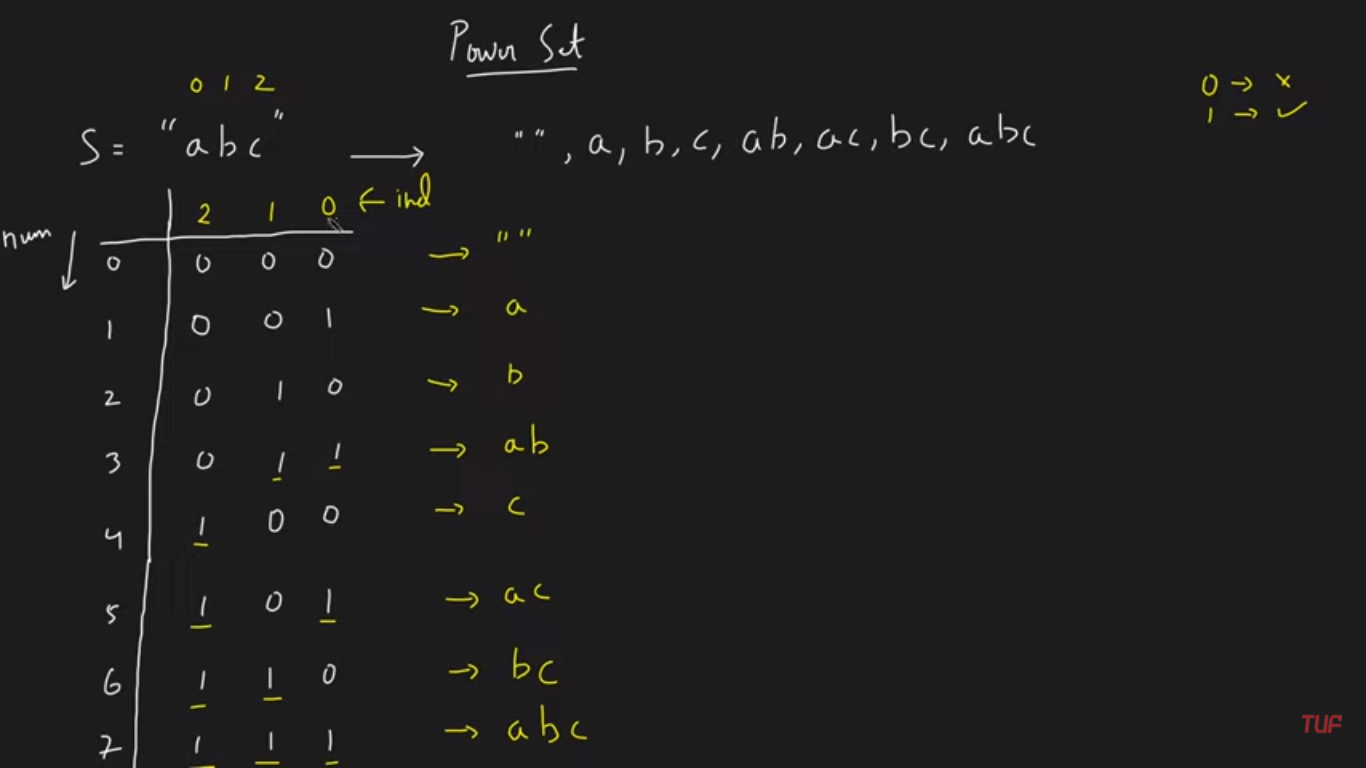 Power Set
0 1 2
0 → ×
1 → ✓
S = "abc" → "", a, b, c, ab, ac, bc, abc
2 1 0 ← ind
num ↓
0 0 0 0 → ""
1 0 0 1 → a
2 0 1 0 → b
3 0 1 1 → ab
4 1 0 0 → c
5 1 0 1 → ac
6 1 1 0 → bc
7 1 1 1 → abc
TUF